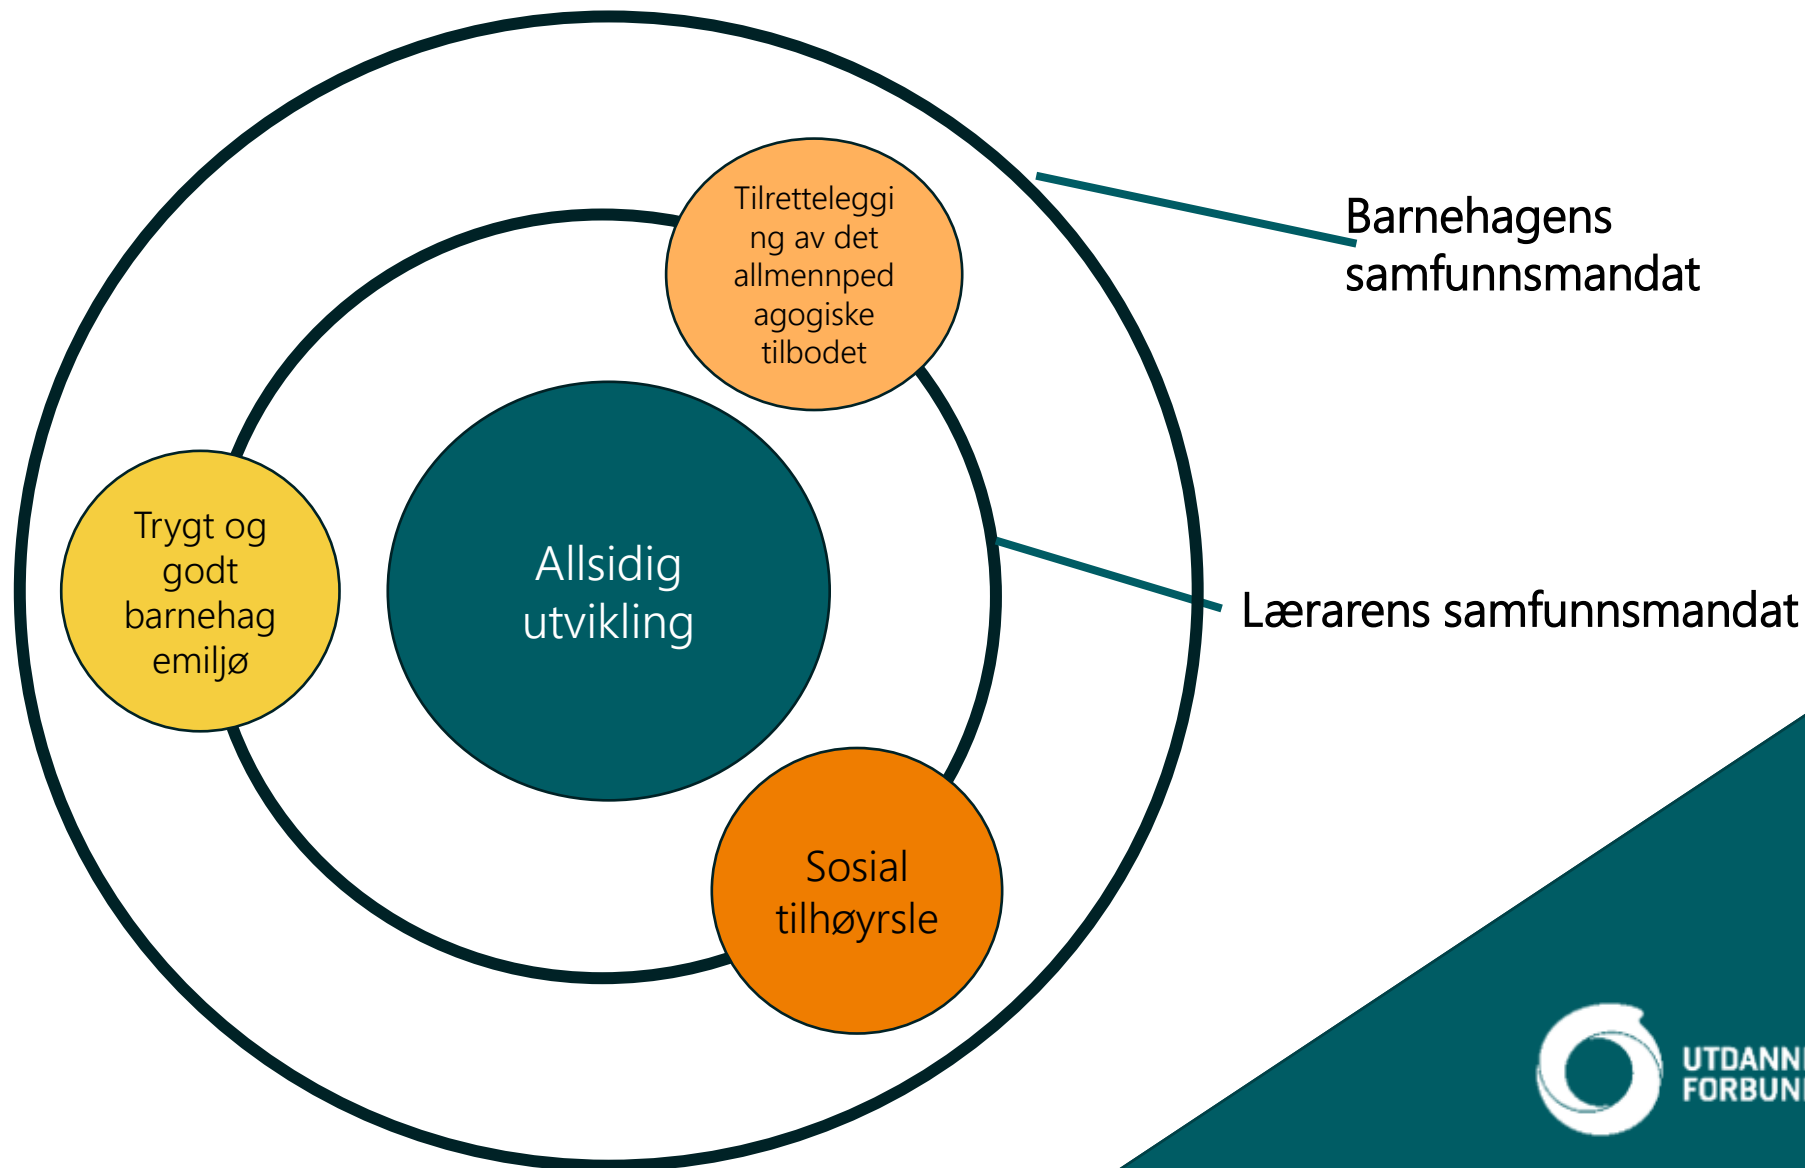 Tilretteleggi
ng av det
allmennped
agogiske
tilbodet
Barnehagens
samfunnsmandat
Trygt og
godt
barnehag
emiljø
Allsidig
utvikling
Lærarens samfunnsmandat
Sosial
tilhøyrsle